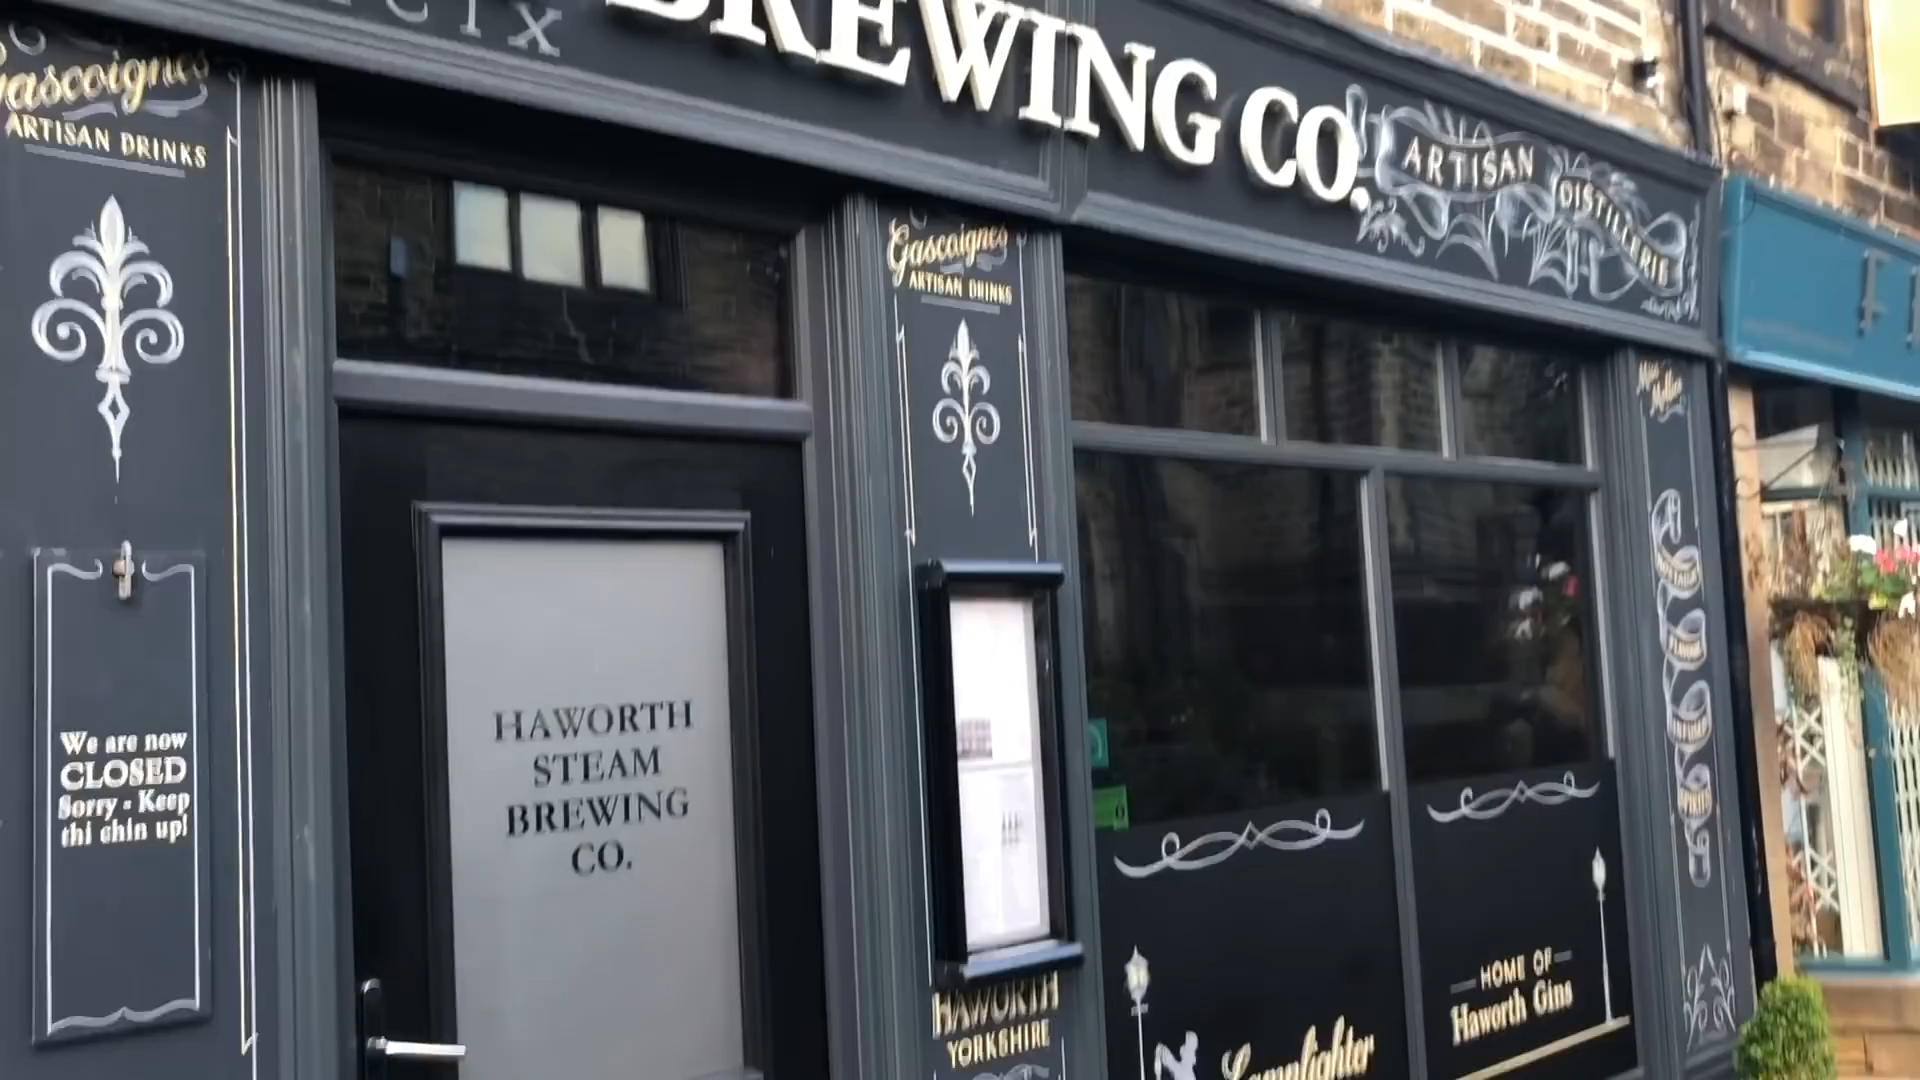 BREWING CO.
ARTISAN
DISTILLERIE
Gascoignes
ARTISAN DRINKS
Gascoignes
ARTISAN DRINKS
We are now
CLOSED
Sorry - Keep
thi chin up!
HAWORTH
STEAM
BREWING
CO.
HAWORTH
YORKSHIRE
Lamplighter
HOME OF
Haworth Gins